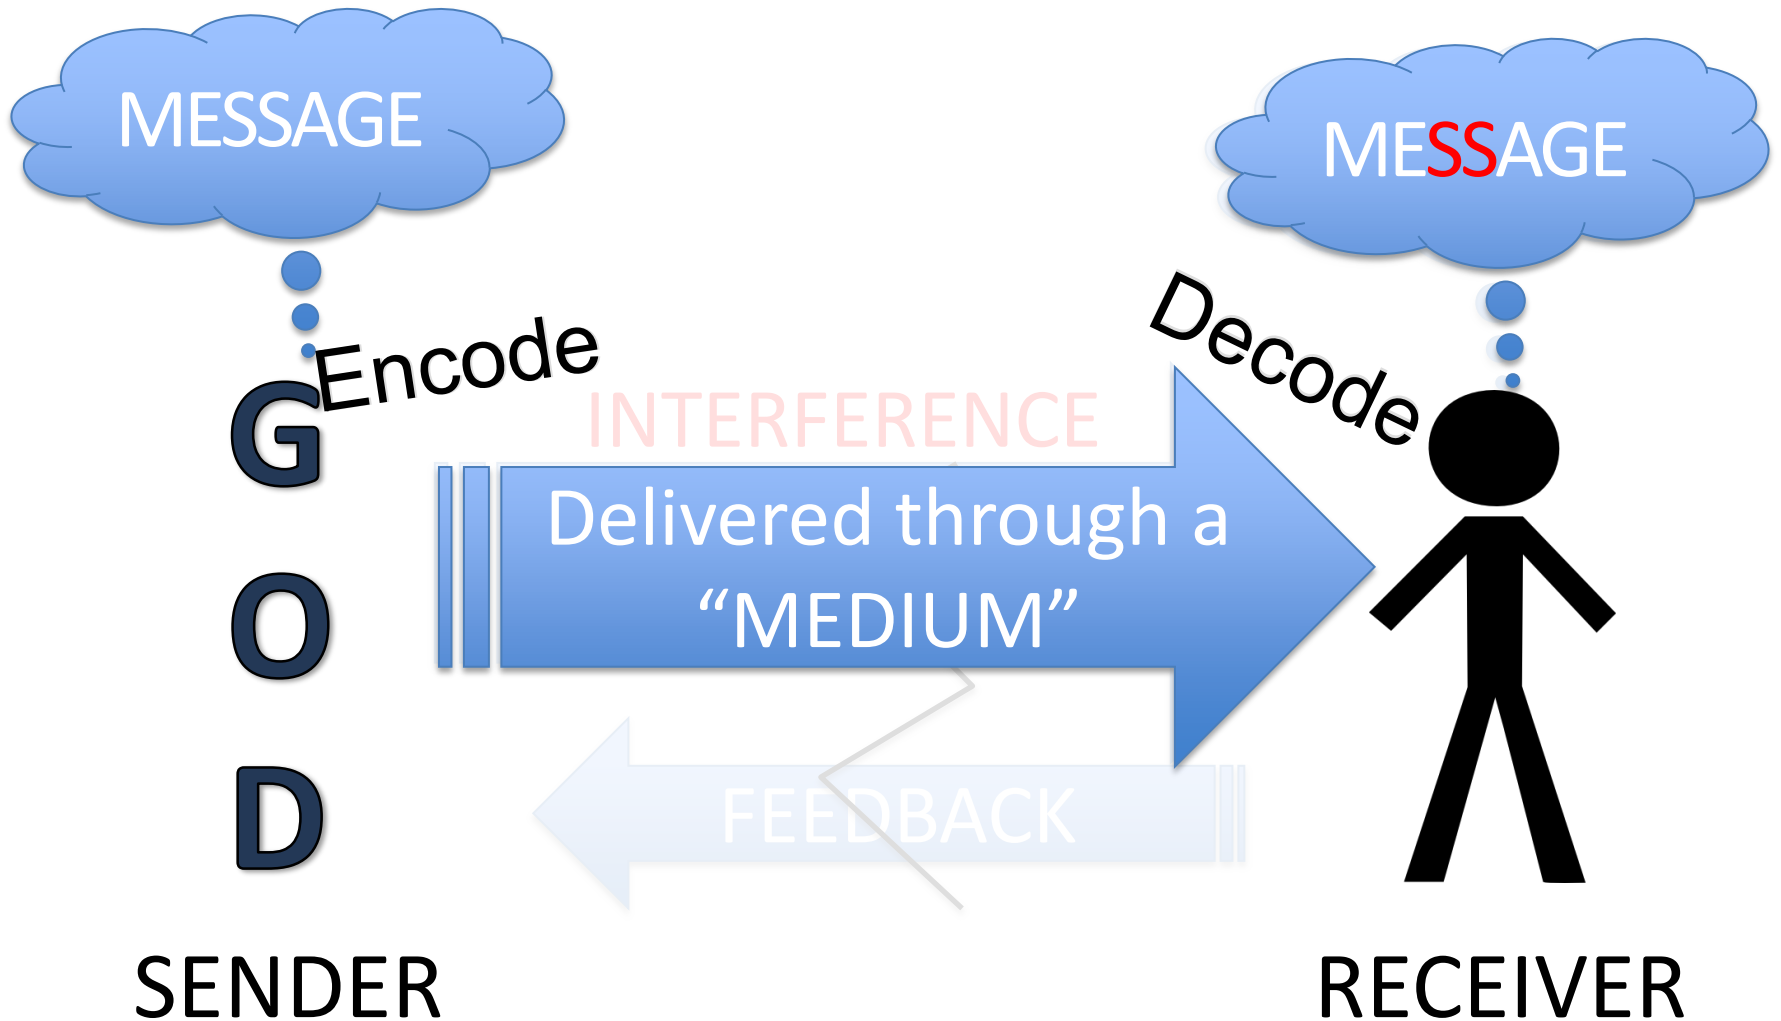 MESSAGE
MESSAGE
Encode
Decode
INTERFERENCE
G
O
D
Delivered through a
“MEDIUM”
FEEDBACK
SENDER
RECEIVER